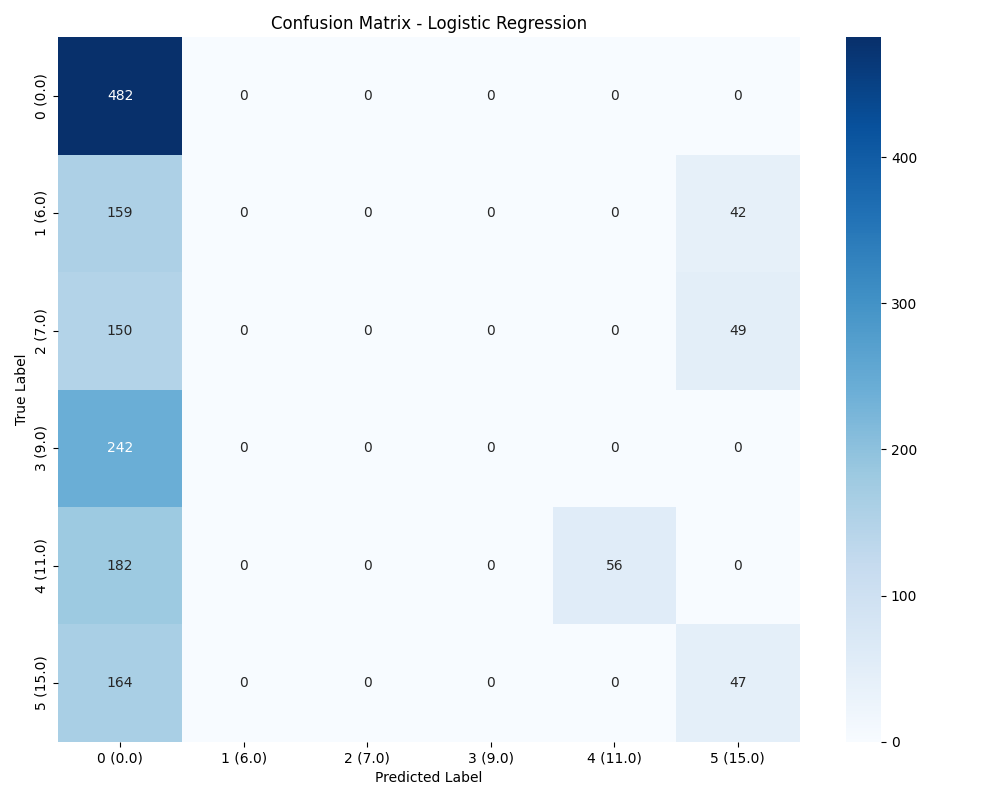 Confusion Matrix - Logistic Regression
True Label
0 (0.0) 482 0 0 0 0 0
1 (6.0) 159 0 0 0 0 42
2 (7.0) 150 0 0 0 0 49
3 (9.0) 242 0 0 0 0 0
4 (11.0) 182 0 0 0 56 0
5 (15.0) 164 0 0 0 0 47
0 (0.0) 1 (6.0) 2 (7.0) 3 (9.0) 4 (11.0) 5 (15.0)
Predicted Label
400
300
200
100
0